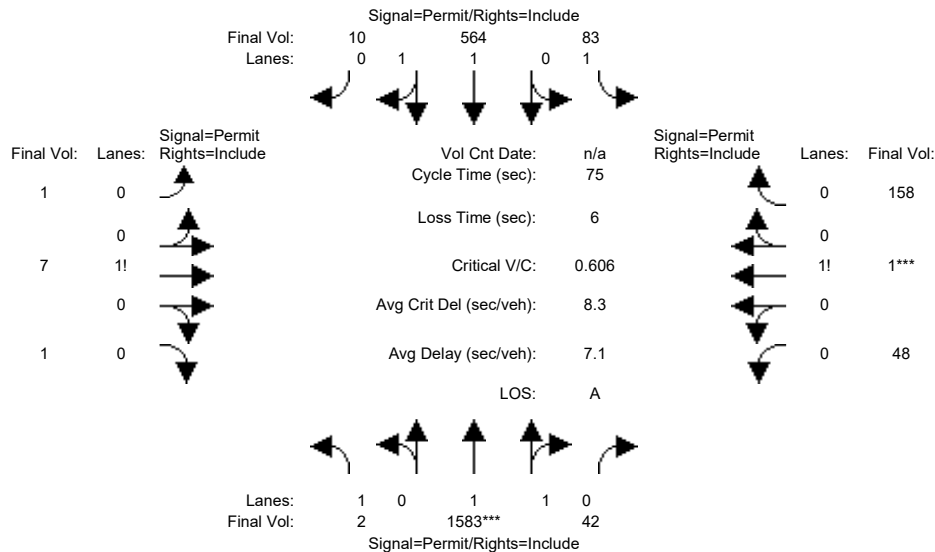 Signal=Permit/Rights=Include
Final Vol: 10 564 83
Lanes: 0 1 1 0 1
Signal=Permit Signal=Permit
Final Vol: Lanes: Rights=Include Vol Cnt Date: n/a Rights=Include Lanes: Final Vol:
Cycle Time (sec): 75
1 0 0 158
Loss Time (sec): 6
0 0
7 1! Critical V/C: 0.606 1! 1***
0 Avg Crit Del (sec/veh): 8.3 0
1 0 Avg Delay (sec/veh): 7.1 0 48
LOS: A
Lanes: 1 0 1 1 0
Final Vol: 2 1583*** 42
Signal=Permit/Rights=Include